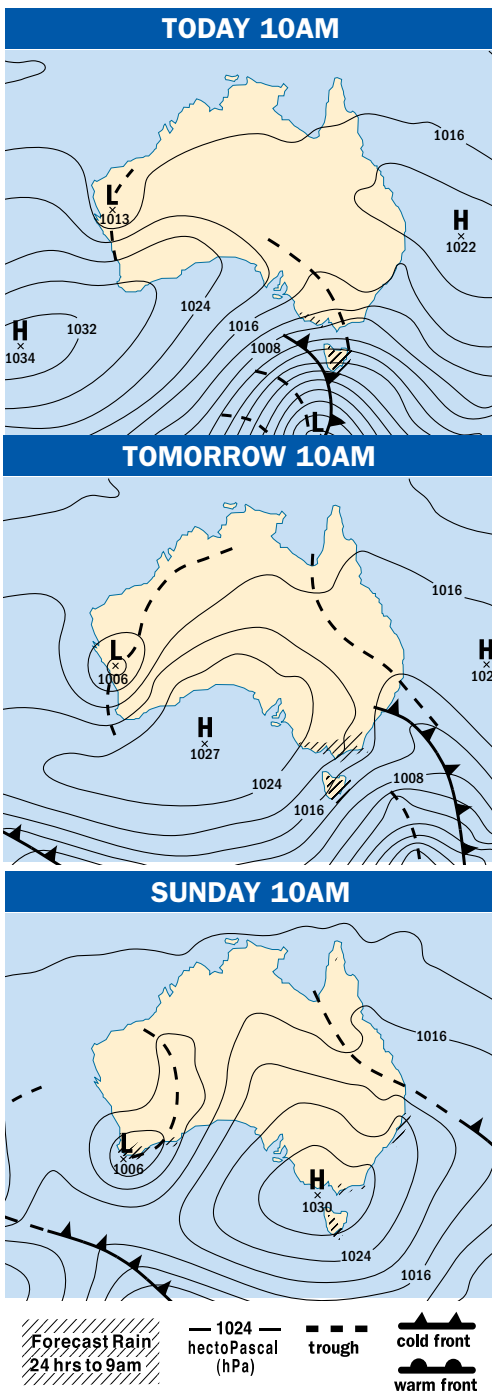 TODAY 10AM
1016
L
1013
H
1022
1024
1032
H
1034
1016
1008
L
TOMORROW 10AM
1016
L
1006
H
102
H
1027
1024
1008
1016
SUNDAY 10AM
1016
L
1006
H
1030
1024
1016
Forecast Rain
24 hrs to 9am
1024
hectoPascal
(hPa)
trough
cold front
warm front